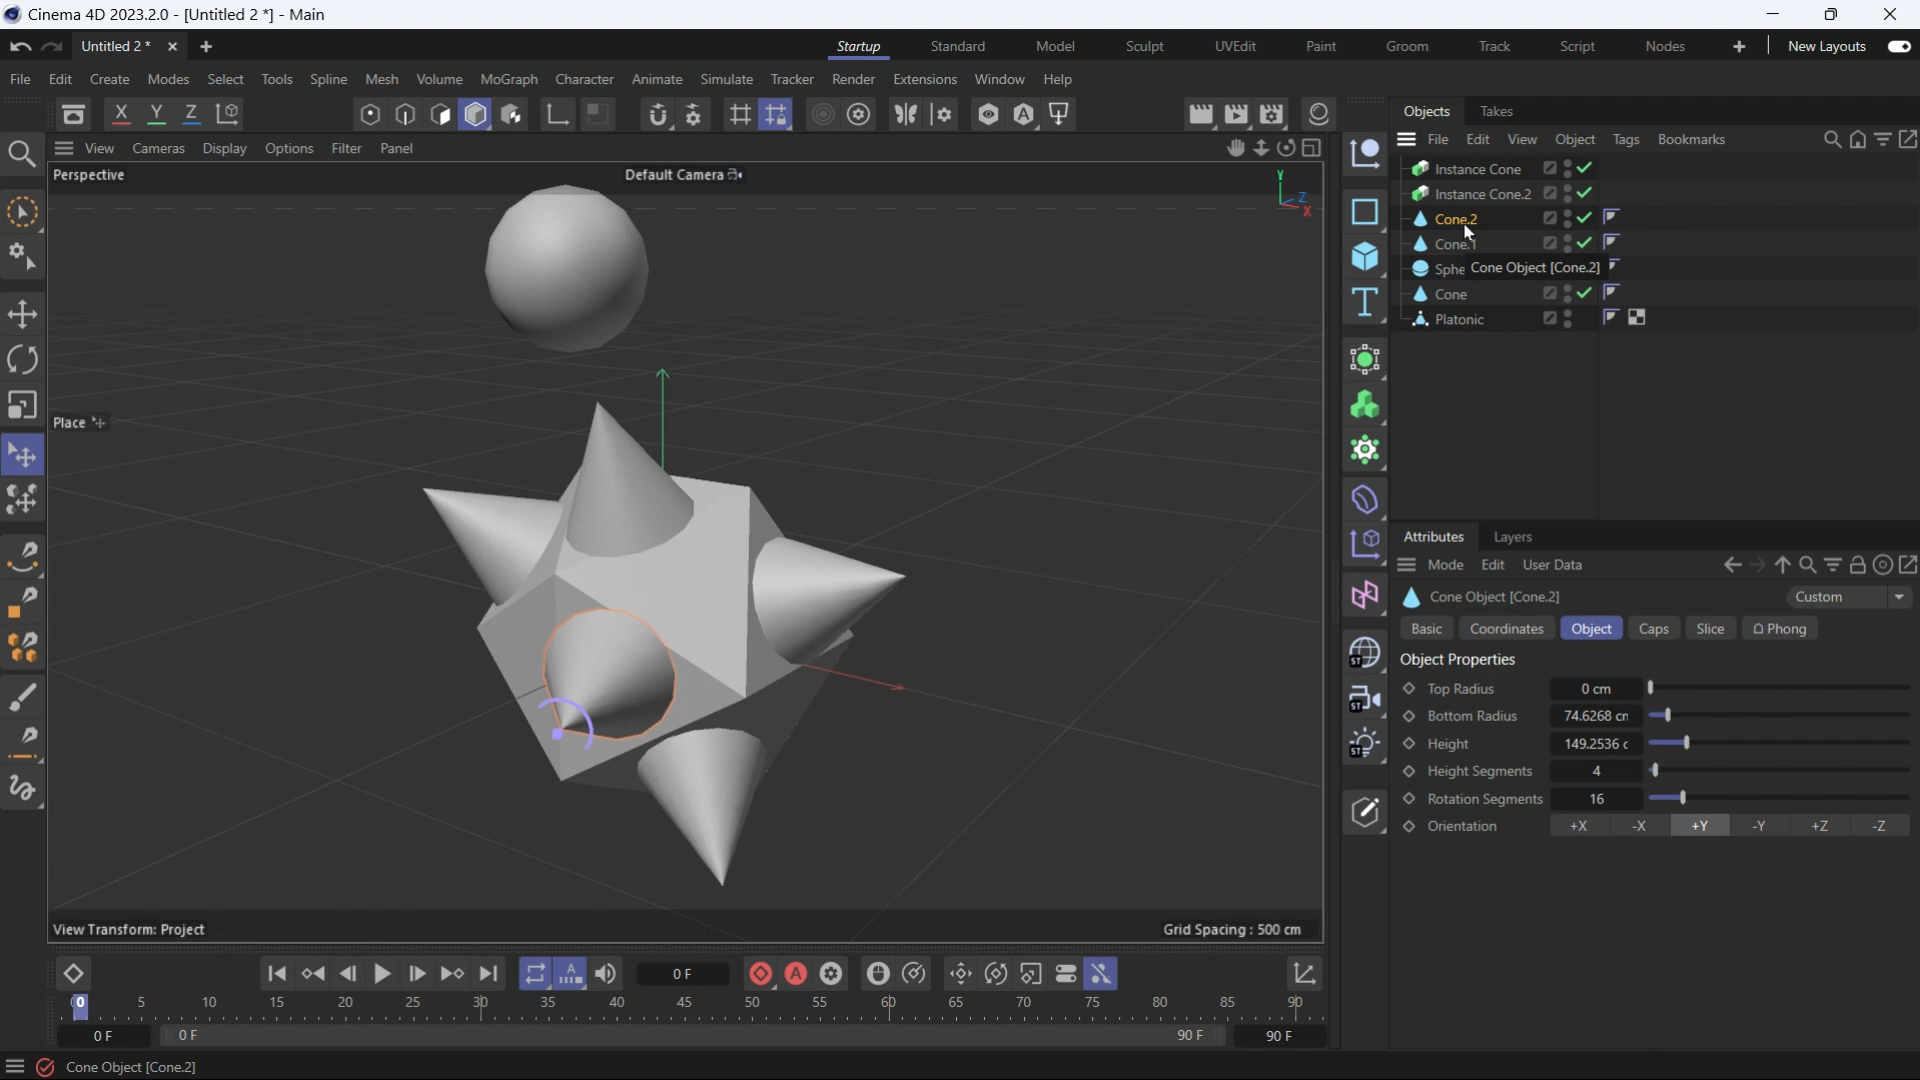 Cinema 4D 2023.2.0 - [Untitled 2 *] - Main
Untitled 2 *
Startup Standard Model Sculpt UVEdit Paint Groom Track Script Nodes New Layouts
File Edit Create Modes Select Tools Spline Mesh Volume MoGraph Character Animate Simulate Tracker Render Extensions Window Help
X Y Z
Objects Takes
File Edit View Object Tags Bookmarks
View Cameras Display Options Filter Panel
Perspective
Default Camera
Y
Z
X
Place
Instance Cone
Instance Cone.2
Cone.2
Cone.1
Sphe
Cone Object [Cone.2]
Cone
Platonic
Attributes Layers
Mode Edit User Data
Cone Object [Cone.2]
Custom
Basic Coordinates Object Caps Slice Phong
Object Properties
Top Radius 0 cm
Bottom Radius 74.6268 cm
Height 149.2536 c
Height Segments 4
Rotation Segments 16
Orientation +X -X +Y -Y +Z -Z
ST
ST
ST
View Transform: Project
Grid Spacing : 500 cm
A
0 F
A
0 5 10 15 20 25 30 35 40 45 50 55 60 65 70 75 80 85 90
0 F
0 F
90 F
90 F
Cone Object [Cone.2]